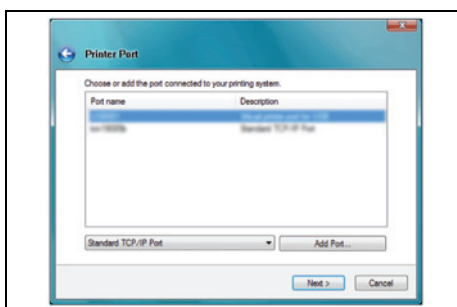 Printer Port
Choose or add the port connected to your printing system.
Port name Description
Standard TCP/IP Port
Standard TCP/IP Port Add Port...
Next > Cancel